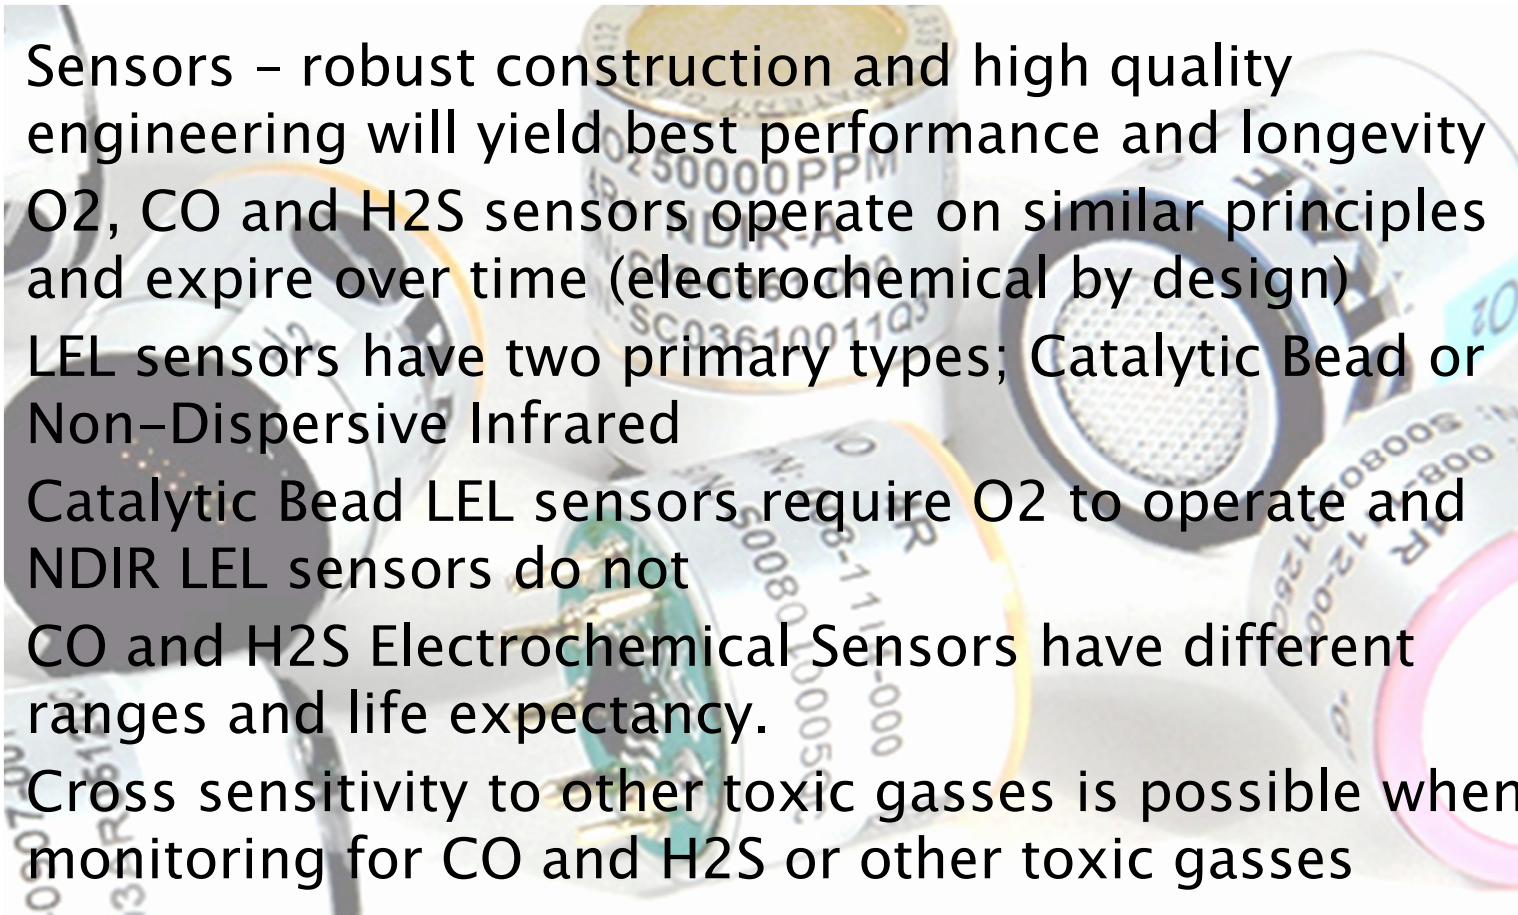 Sensors – robust construction and high quality
engineering will yield best performance and longevity
O2, CO and H2S sensors operate on similar principles
and expire over time (electrochemical by design)
LEL sensors have two primary types; Catalytic Bead or
Non-Dispersive Infrared
Catalytic Bead LEL sensors require O2 to operate and
NDIR LEL sensors do not
CO and H2S Electrochemical Sensors have different
ranges and life expectancy.
Cross sensitivity to other toxic gasses is possible when
monitoring for CO and H2S or other toxic gasses
50000PPM
NDIR-A
SC03610011Q3
O2